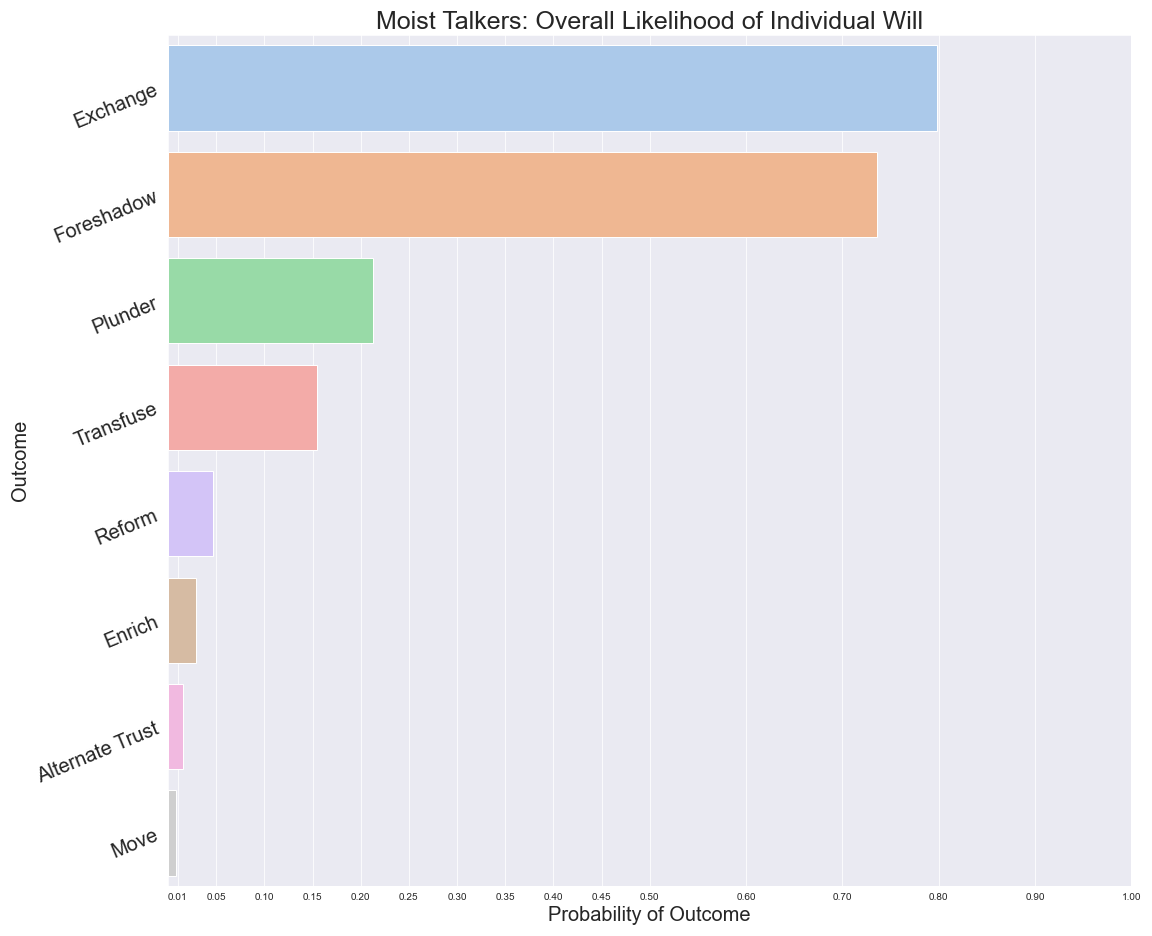 Moist Talkers: Overall Likelihood of Individual Will
Exchange
Foreshadow
Plunder
Transfuse
Reform
Enrich
Alternate Trust
Move
Outcome
0.01 0.05 0.10 0.15 0.20 0.25 0.30 0.35 0.40 0.45 0.50 0.60 0.70 0.80 0.90 1.00
Probability of Outcome